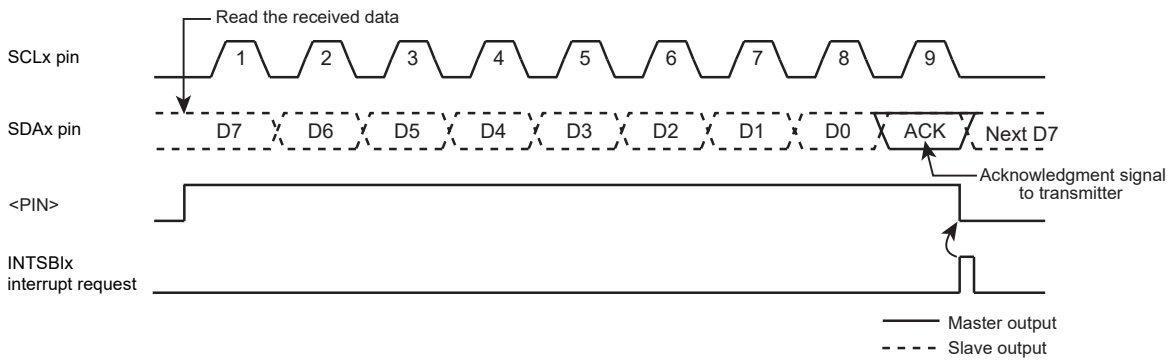 Read the received data
SCLx pin
1 2 3 4 5 6 7 8 9
SDAx pin
D7 D6 D5 D4 D3 D2 D1 D0 ACK Next D7
Acknowledgment signal
to transmitter
<PIN>
INTSBIx
interrupt request
Master output
Slave output